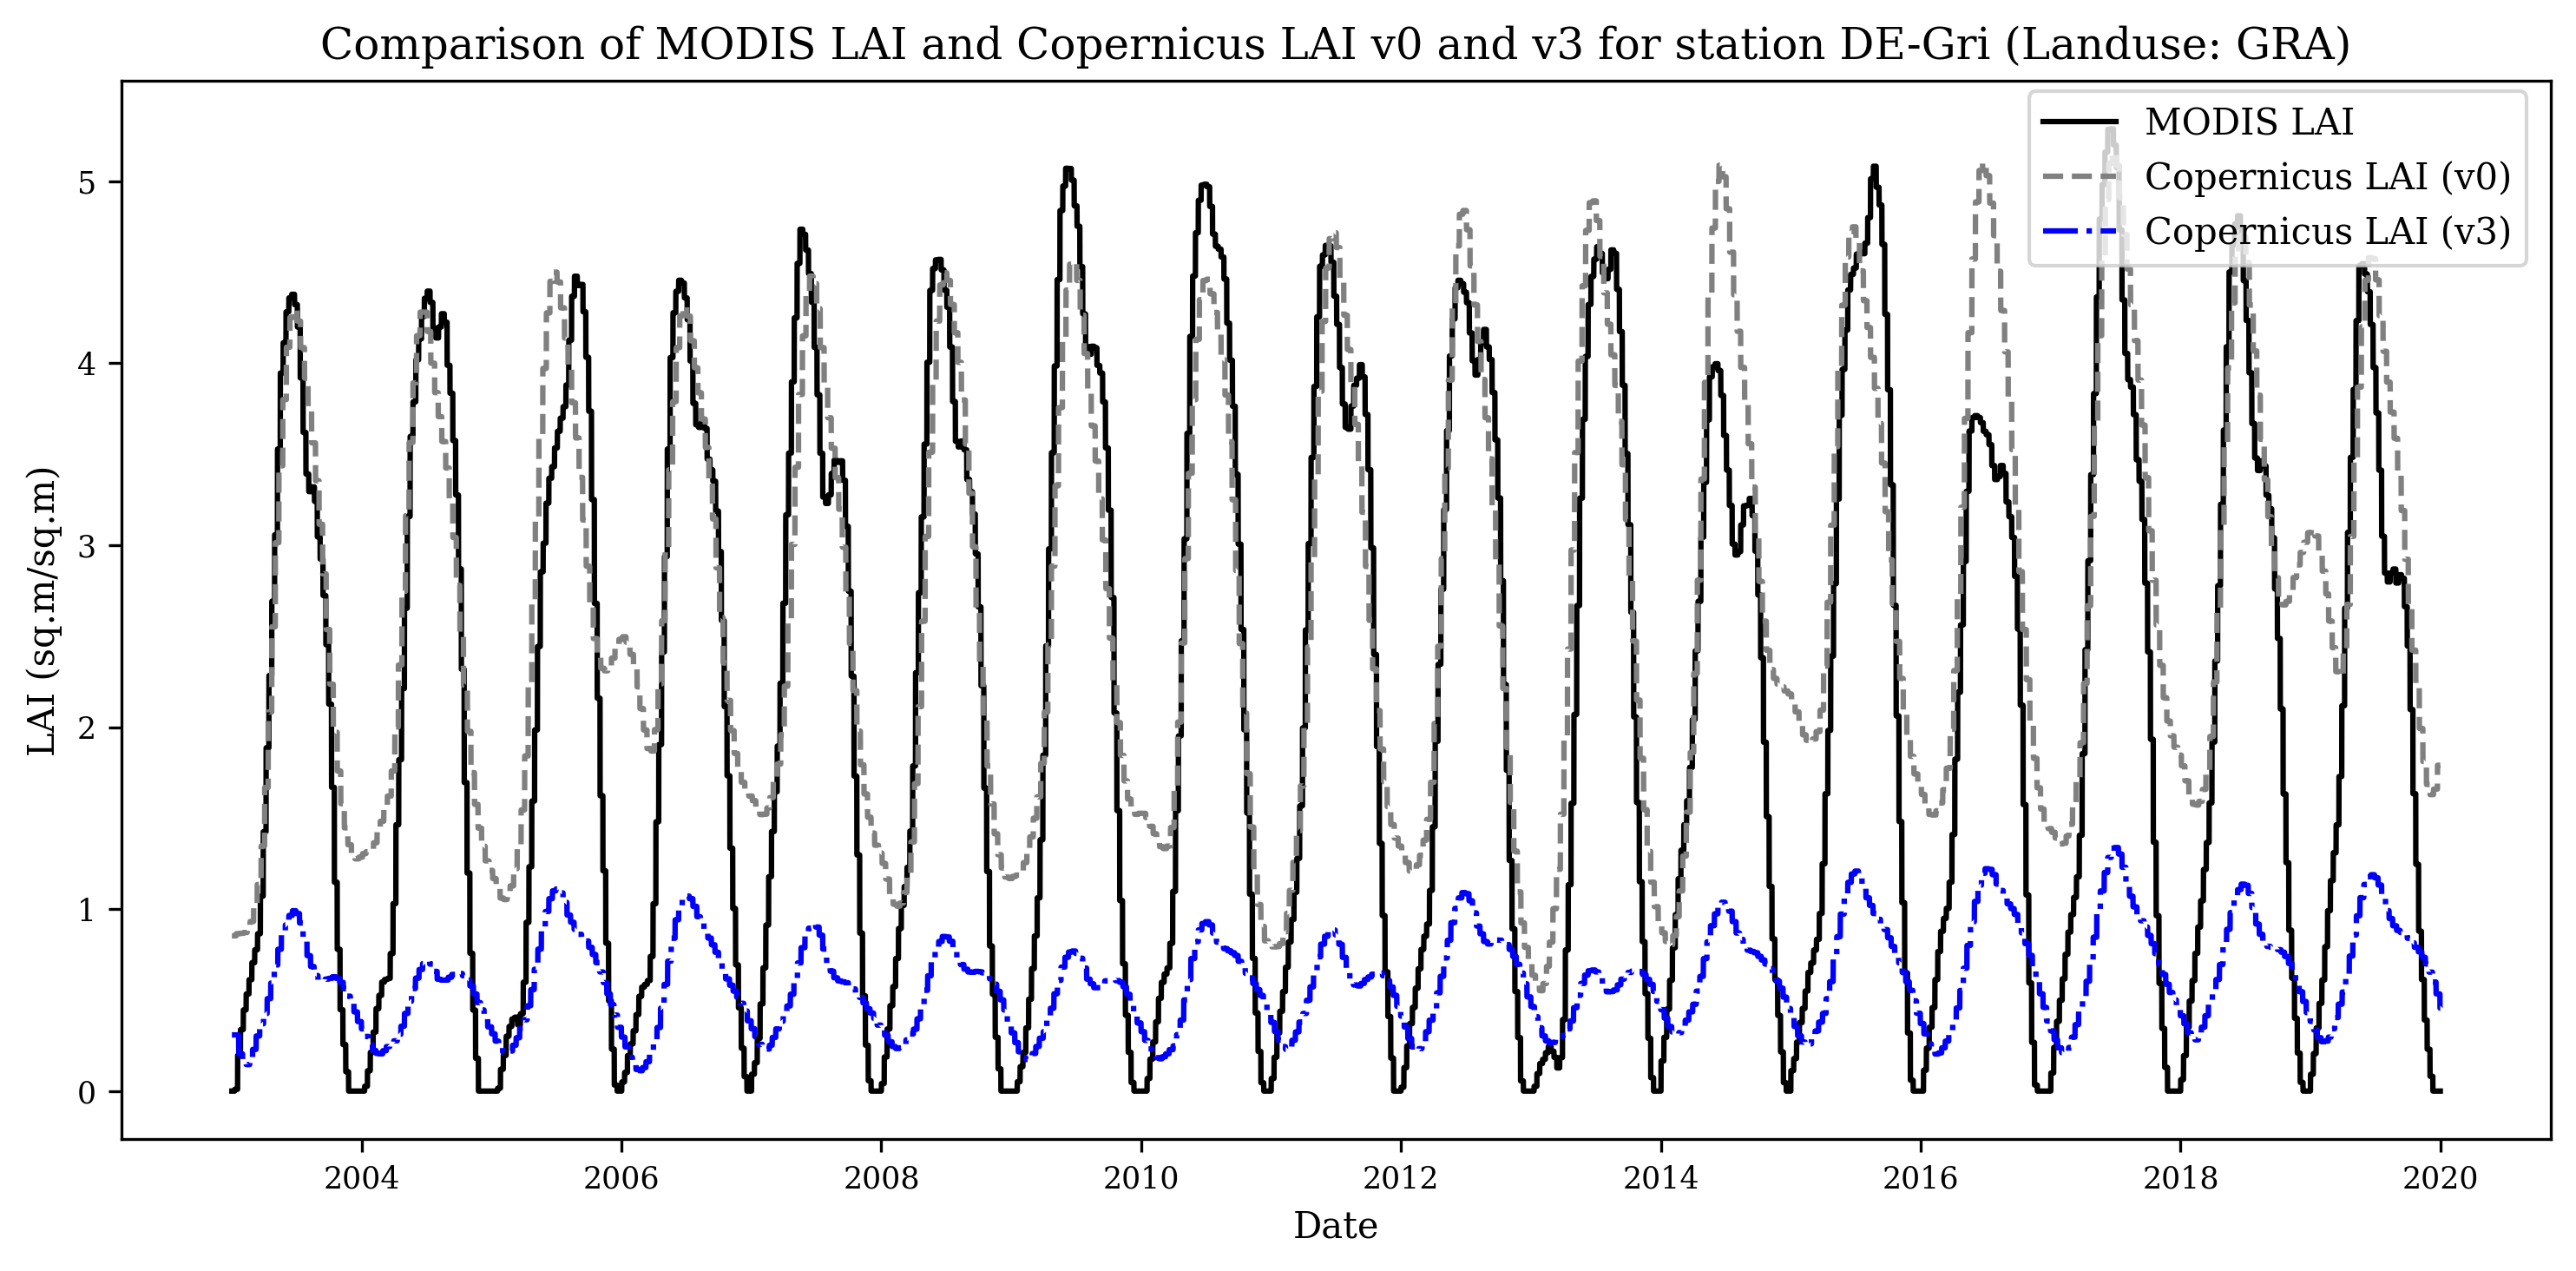 Comparison of MODIS LAI and Copernicus LAI v0 and v3 for station DE-Gri (Landuse: GRA)
MODIS LAI
Copernicus LAI (v0)
Copernicus LAI (v3)
LAI (sq.m/sq.m)
5
4
3
2
1
0
2004 2006 2008 2010 2012 2014 2016 2018 2020
Date